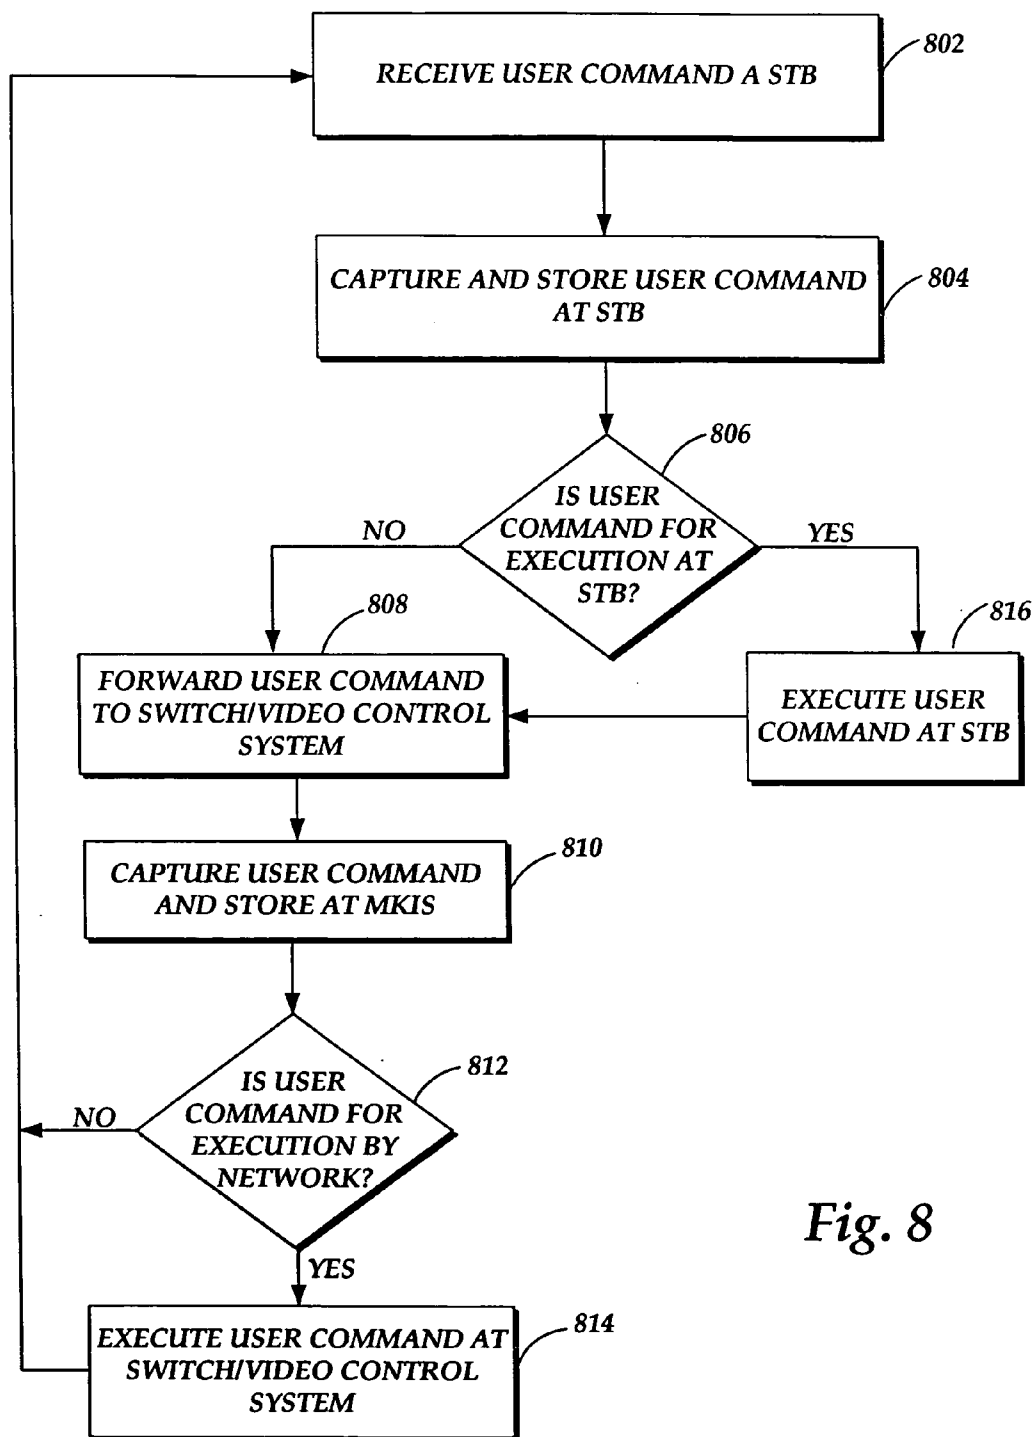 802
RECEIVE USER COMMAND A STB
CAPTURE AND STORE USER COMMAND
AT STB
804
806
IS USER
COMMAND FOR
EXECUTION AT
STB?
NO
YES
808
816
FORWARD USER COMMAND
TO SWITCH/VIDEO CONTROL
SYSTEM
EXECUTE USER
COMMAND AT STB
810
CAPTURE USER COMMAND
AND STORE AT MKIS
812
IS USER
COMMAND FOR
EXECUTION BY
NETWORK?
NO
YES
Fig. 8
814
EXECUTE USER COMMAND AT
SWITCH/VIDEO CONTROL
SYSTEM